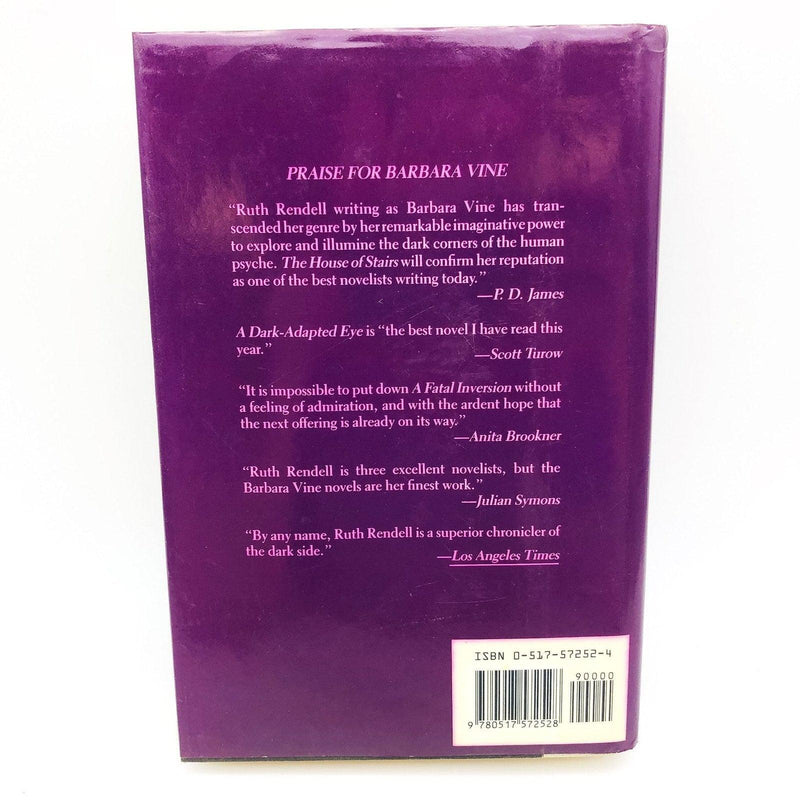 PRAISE FOR BARBARA VINE
“Ruth Rendell writing as Barbara Vine has tran-
scended her genre by her remarkable imaginative power
to explore and illumine the dark corners of the human
psyche. The House of Stairs will confirm her reputation
as one of the best novelists writing today.”
—P. D. James
A Dark-Adapted Eye is “the best novel I have read this
year.”
—Scott Turow
“It is impossible to put down A Fatal Inversion without
a feeling of admiration, and with the ardent hope that
the next offering is already on its way.”
—Anita Brookner
“Ruth Rendell is three excellent novelists, but the
Barbara Vine novels are her finest work.”
—Julian Symons
“By any name, Ruth Rendell is a superior chronicler of
the dark side.”
—Los Angeles Times
ISBN 0-517-57252-4
90000
9 780517 572528